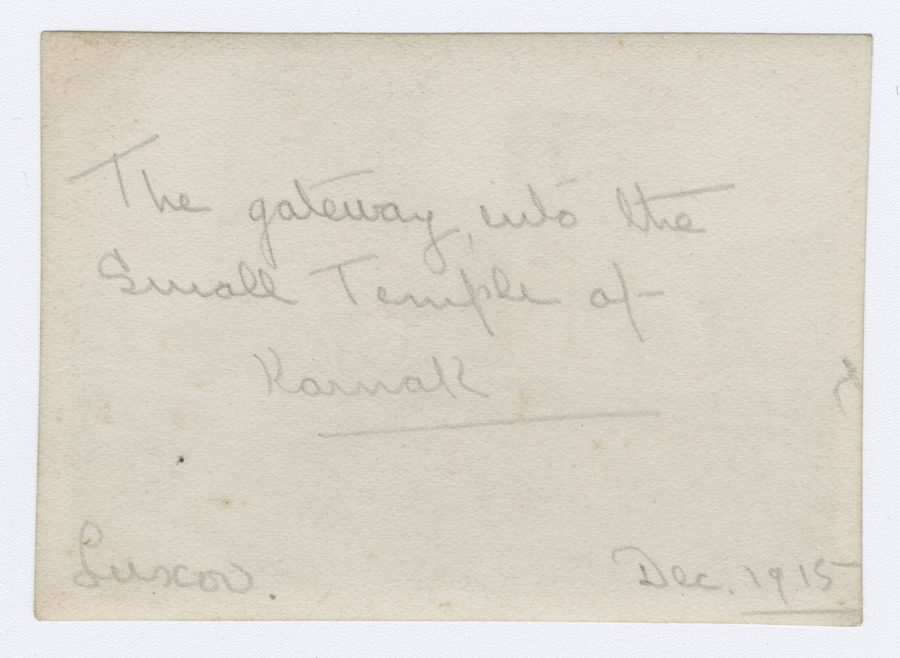 The gateway, into the
Small Temple of
Karnak
Luxor.
Dec. 1915